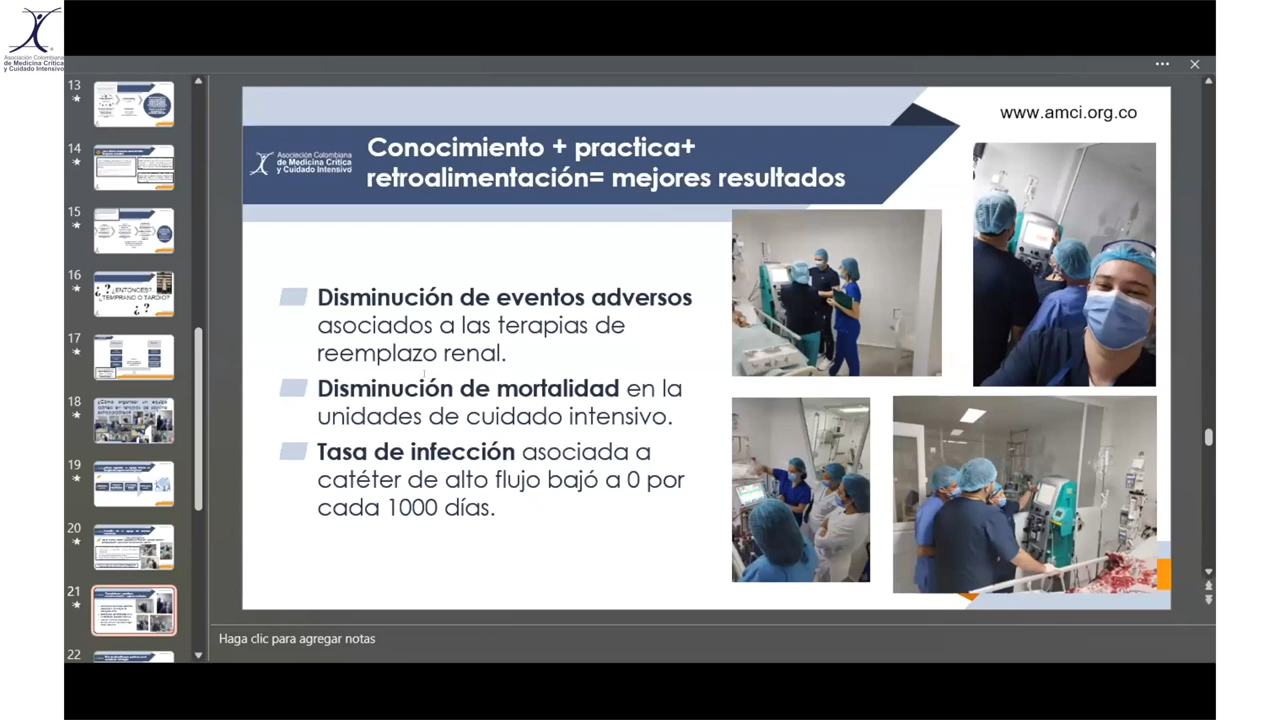 Asociación Colombiana
de Medicina Crítica
y Cuidado Intensivo
13
14
15
16
¿ENTONCES?
¿TEMPRANO O TARDIO?
17
18
19
20
21
22
www.amci.org.co
Asociación Colombiana
de Medicina Crítica
y Cuidado Intensivo
Conocimiento + practica+
retroalimentación= mejores resultados
Disminución de eventos adversos
asociados a las terapias de
reemplazo renal.
Disminución de mortalidad en la
unidades de cuidado intensivo.
Tasa de infección asociada a
catéter de alto flujo bajó a 0 por
cada 1000 días.
Haga clic para agregar notas